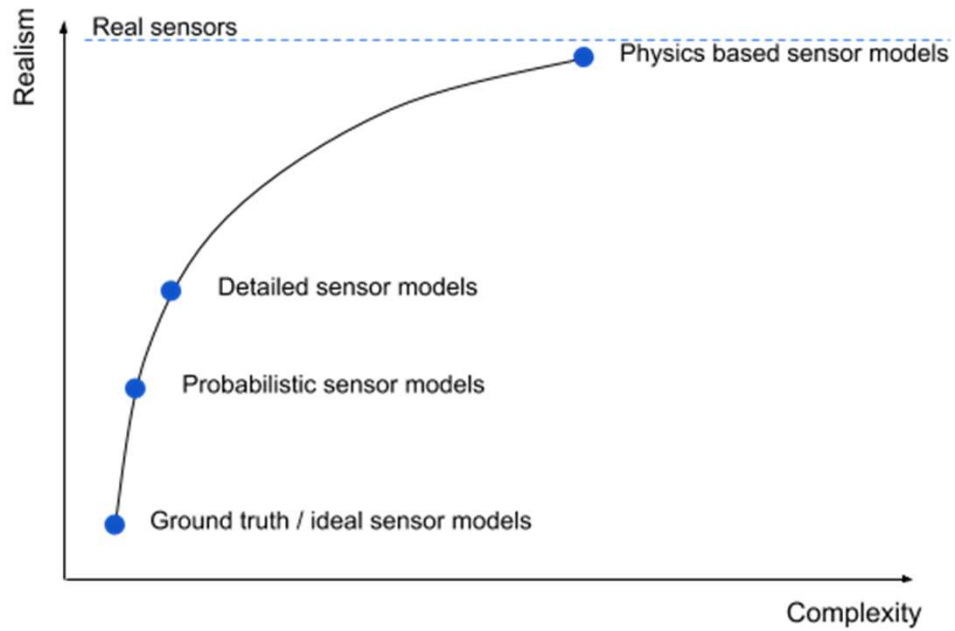 Realism
Real sensors
Physics based sensor models
Detailed sensor models
Probabilistic sensor models
Ground truth / ideal sensor models
Complexity